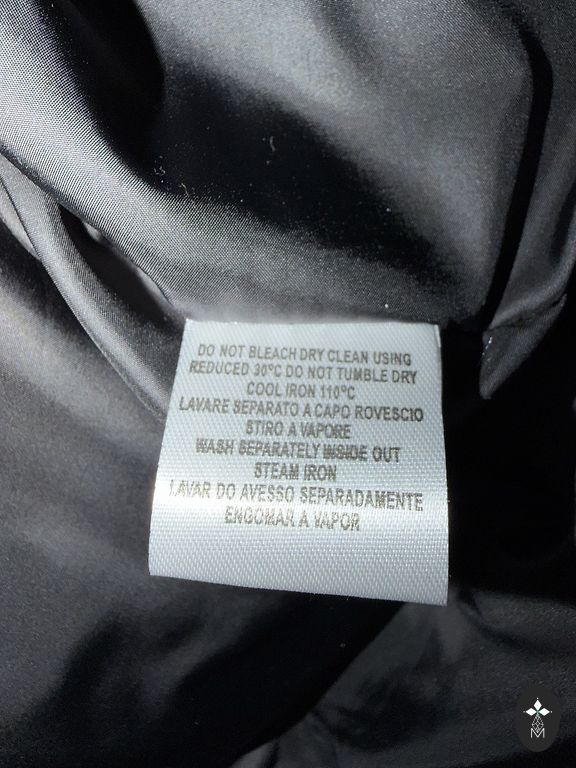 DO NOT BLEACH DRY CLEAN USING
REDUCED 30°C DO NOT TUMBLE DRY
COOL IRON 110°C
LAVARE SEPARATO A CAPO ROVESCIO
STIRO A VAPORE
WASH SEPARATELY INSIDE OUT
STEAM IRON
LAVAR DO AVESSO SEPARADAMENTE
ENGOMAR A VAPOR
M